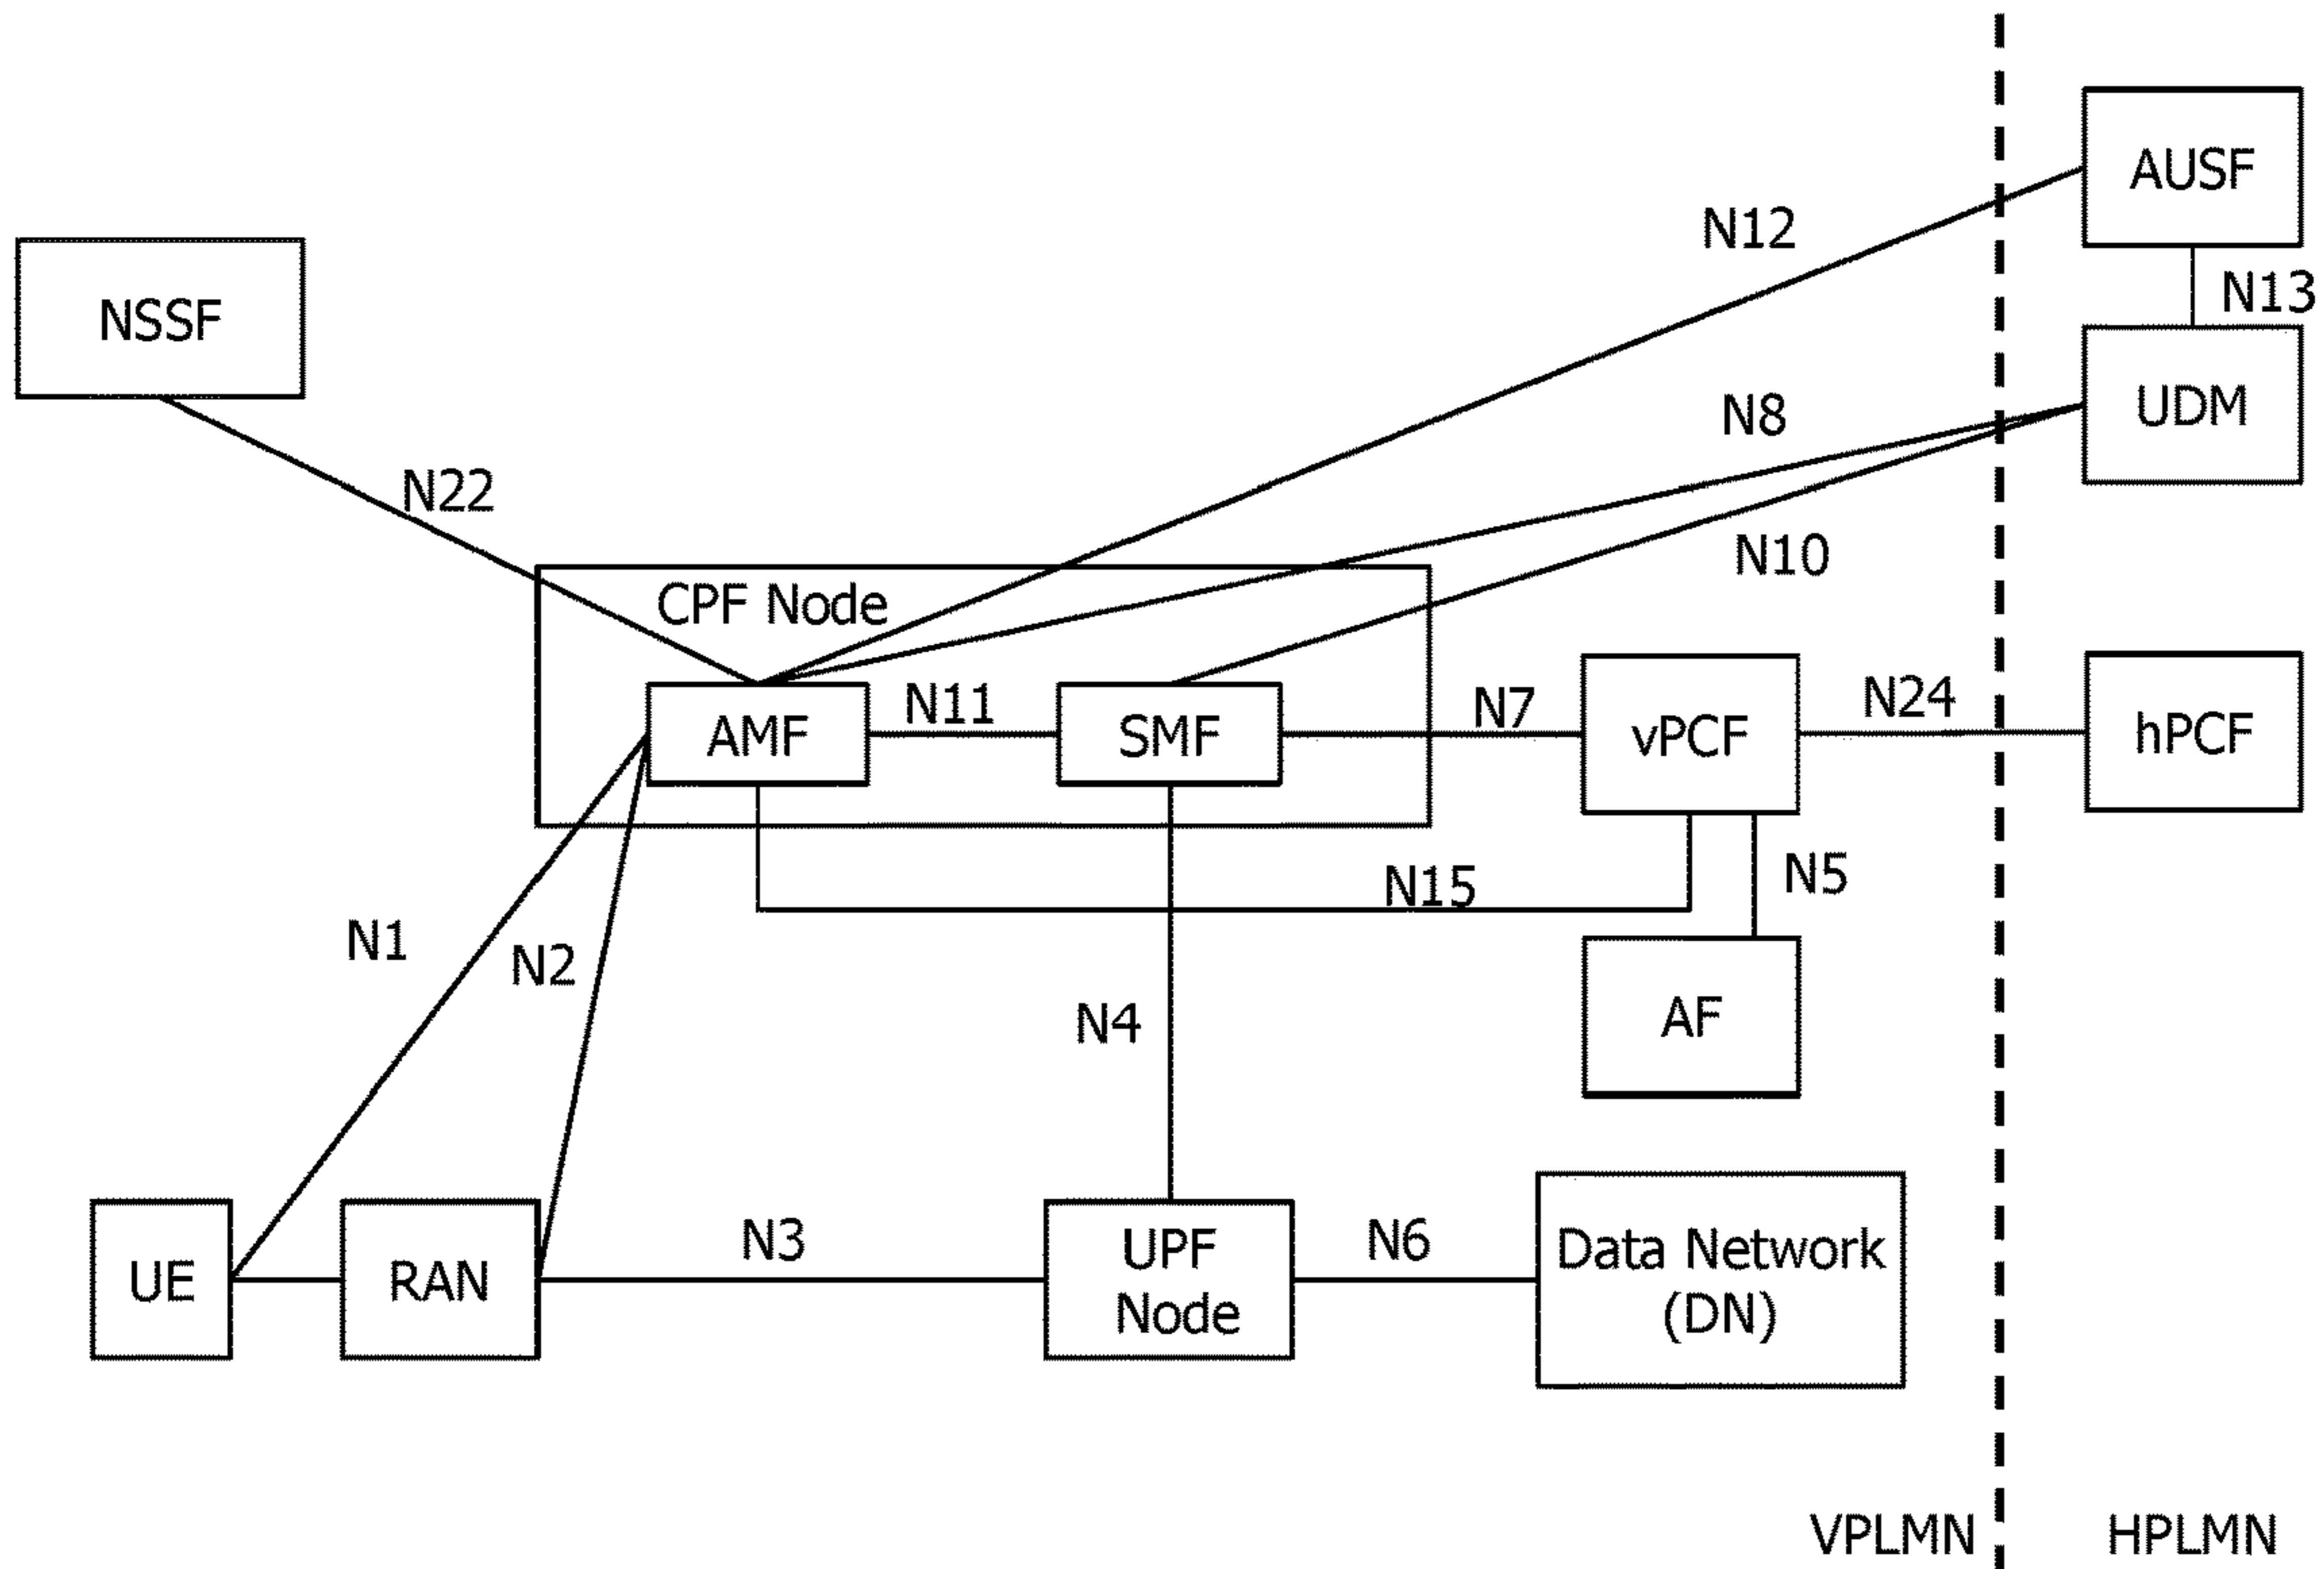 AUSF
N12
N13
NSSF
N8
UDM
N22
N10
CPF Node
AMF
N11
SMF
N7
vPCF
N24
hPCF
N15
N5
N1
N2
N4
AF
UE
RAN
N3
UPF
Node
N6
Data Network
(DN)
VPLMN
HPLMN